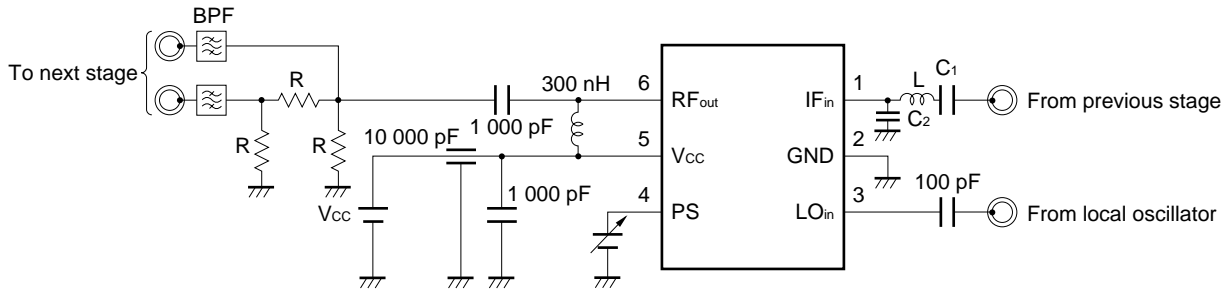 BPF
To next stage
R
R
R
10 000 pF
1 000 pF
300 nH
1 000 pF
Vcc
6
5
4
RFout
Vcc
PS
IFin
GND
LOin
1
2
3
L
C1
C2
100 pF
From previous stage
From local oscillator